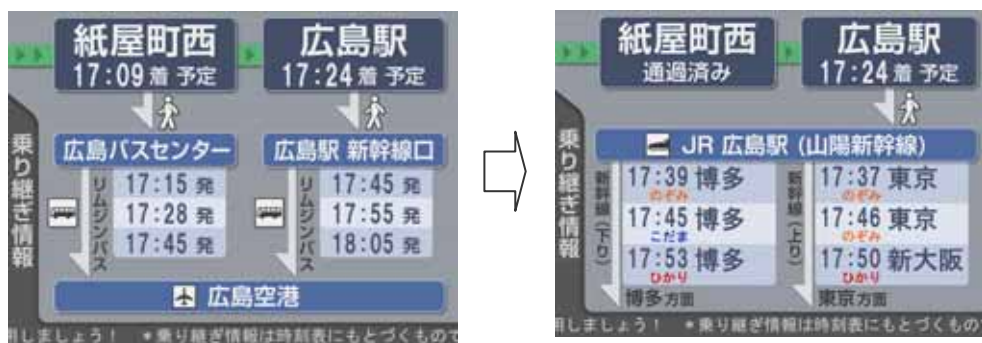 紙屋町西
17:09着 予定
広島駅
17:24着 予定
乗り継ぎ情報
広島バスセンター
リムジンバス
17:15 発
17:28 発
17:45 発
広島駅 新幹線口
リムジンバス
17:45 発
17:55 発
18:05 発
広島空港
用しましょう! *乗り継ぎ情報は時刻表にもとづくもので
紙屋町西
通過済み
広島駅
17:24着 予定
乗り継ぎ情報
JR 広島駅 (山陽新幹線)
新幹線(下り)
17:39 博多
のぞみ
17:45 博多
こだま
17:53 博多
ひかり
博多方面
新幹線(上り)
17:37 東京
のぞみ
17:46 東京
のぞみ
17:50 新大阪
ひかり
東京方面
用しましょう! *乗り継ぎ情報は時刻表にもとづくもの